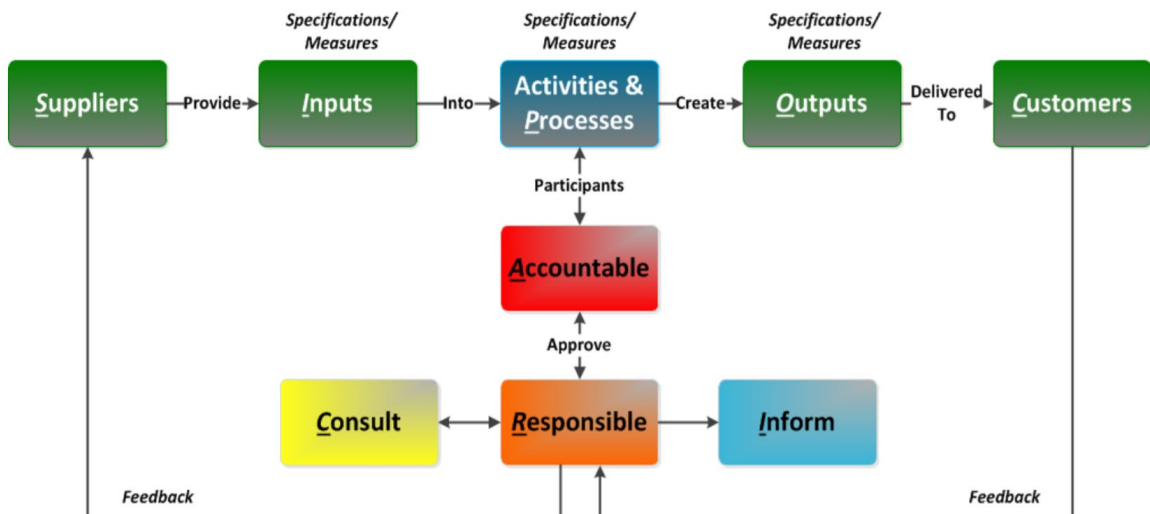 Specifications/
Measures
Specifications/
Measures
Specifications/
Measures
Suppliers
Provide
Inputs
Into
Activities &
Processes
Create
Outputs
Delivered
To
Customers
Participants
Accountable
Approve
Consult
Responsible
Inform
Feedback
Feedback